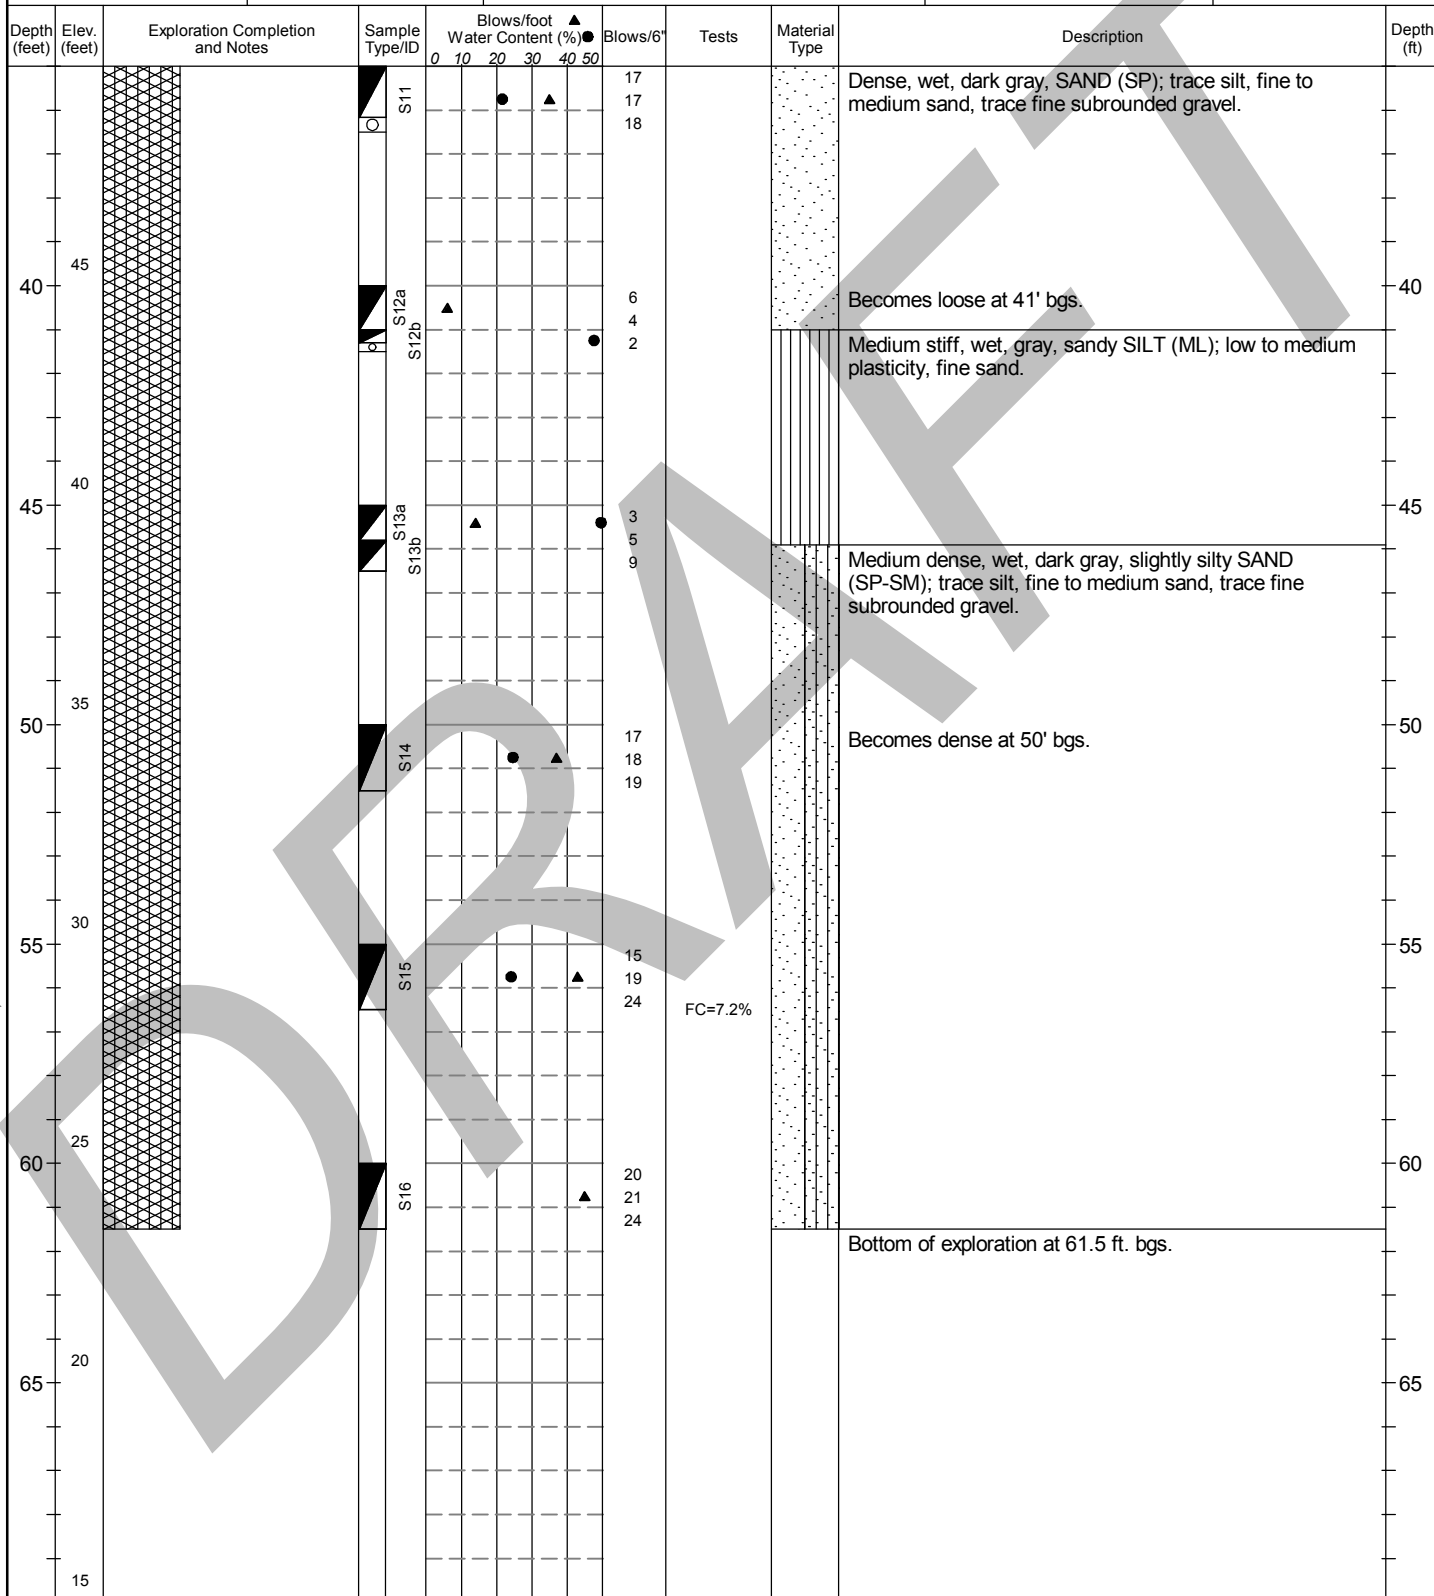 Depth (feet)
Elev. (feet)
Exploration Completion and Notes
Sample Type/ID
Blows/foot ▲
Water Content (%) ●
0 10 20 30 40 50
Blows/6"
Tests
Material Type
Description
Depth (ft)
S11
17
17
18
Dense, wet, dark gray, SAND (SP); trace silt, fine to
medium sand, trace fine subrounded gravel.
45
40
S12a
S12b
6
4
2
Becomes loose at 41' bgs.
40
Medium stiff, wet, gray, sandy SILT (ML); low to medium
plasticity, fine sand.
40
45
S13a
S13b
3
5
9
45
Medium dense, wet, dark gray, slightly silty SAND
(SP-SM); trace silt, fine to medium sand, trace fine
subrounded gravel.
35
50
S14
17
18
19
Becomes dense at 50' bgs.
50
30
55
S15
15
19
24
FC=7.2%
55
25
60
S16
20
21
24
60
Bottom of exploration at 61.5 ft. bgs.
20
65
65
15
DRAFT